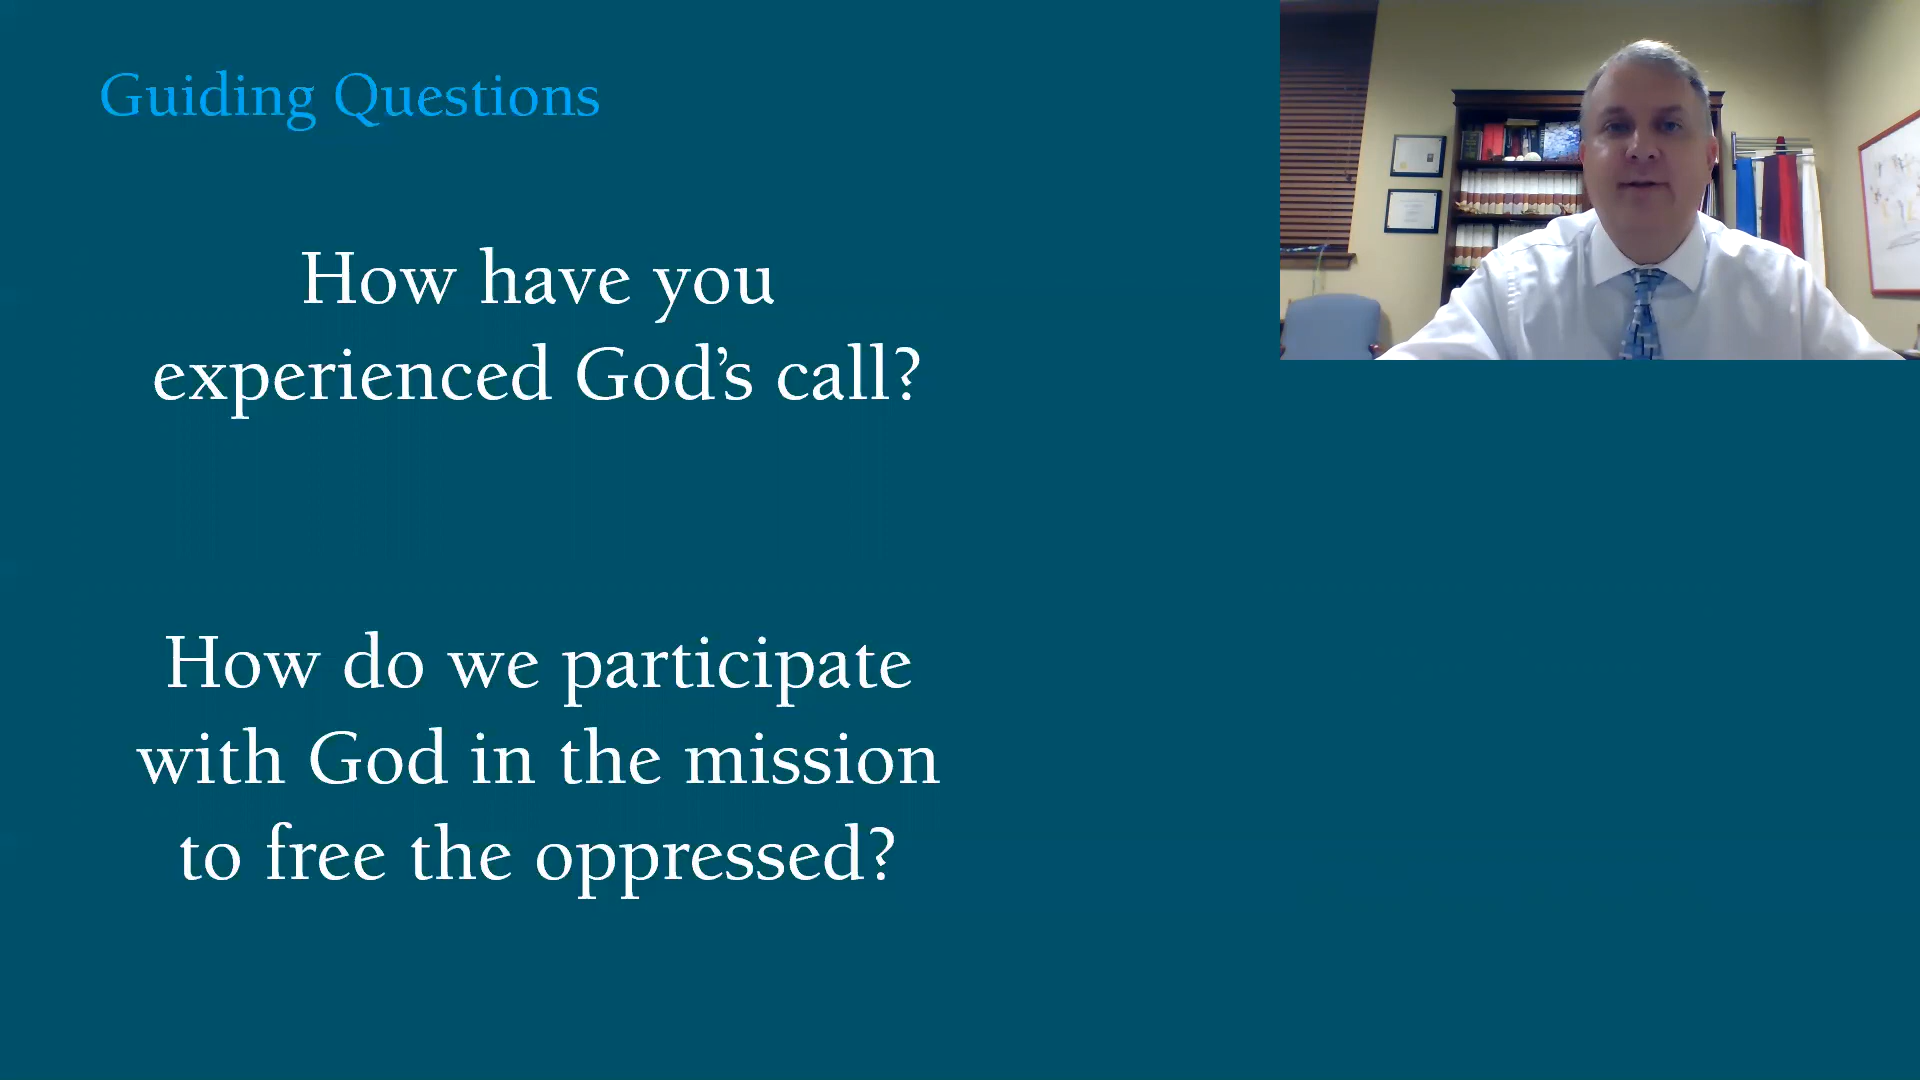 Guiding Questions
How have you
experienced God’s call?
How do we participate
with God in the mission
to free the oppressed?